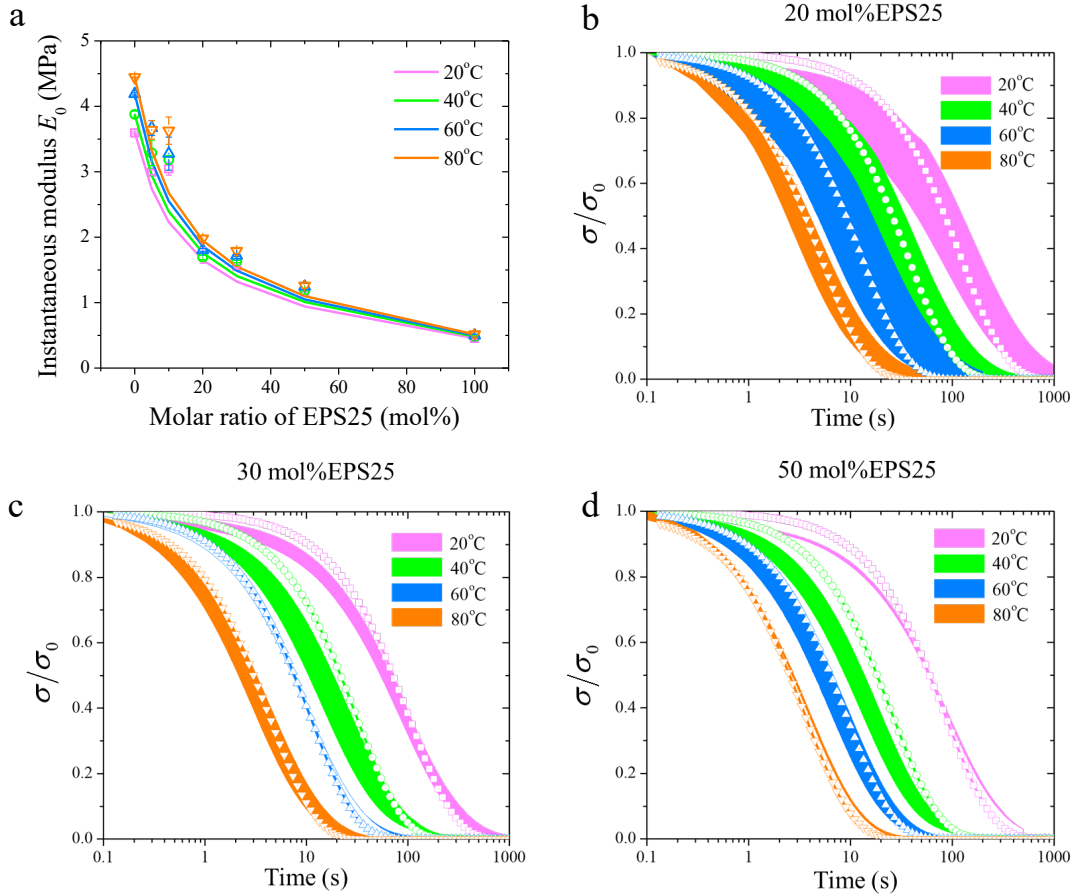 a
Instantaneous modulus E₀ (MPa)
5
4
3
2
1
0
20°C
40°C
60°C
80°C
0 20 40 60 80 100
Molar ratio of EPS25 (mol%)
b
20 mol%EPS25
σ/σ₀
1.0
0.8
0.6
0.4
0.2
0.0
20°C
40°C
60°C
80°C
0.1 1 10 100 1000
Time (s)
c
30 mol%EPS25
σ/σ₀
1.0
0.8
0.6
0.4
0.2
0.0
20°C
40°C
60°C
80°C
0.1 1 10 100 1000
Time (s)
d
50 mol%EPS25
σ/σ₀
1.0
0.8
0.6
0.4
0.2
0.0
20°C
40°C
60°C
80°C
0.1 1 10 100 1000
Time (s)